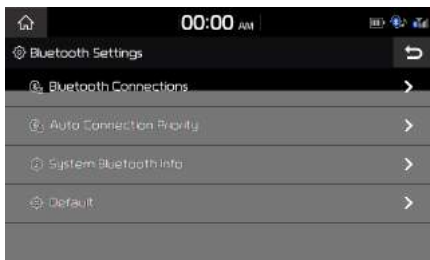 00:00 AM
Bluetooth Settings
Bluetooth Connections
Auto Connection Priority
System Bluetooth Info
Default